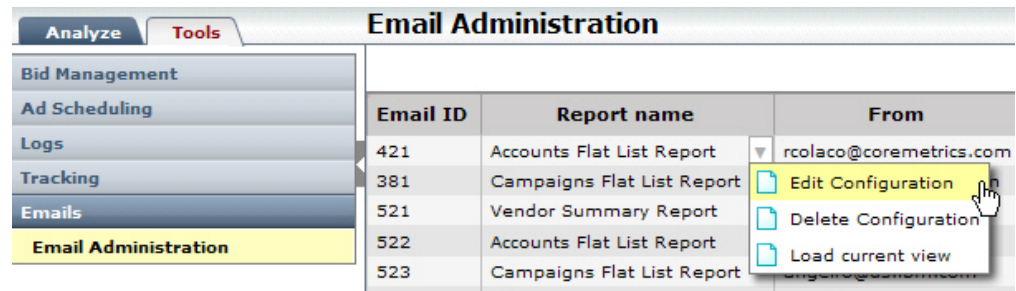 Analyze Tools Email Administration
Bid Management
Ad Scheduling
Email ID Report name From
Logs
421 Accounts Flat List Report rcolaco@coremetrics.com
Tracking
381 Campaigns Flat List Report Edit Configuration
Emails
521 Vendor Summary Report Delete Configuration
Email Administration
522 Accounts Flat List Report Load current view
523 Campaigns Flat List Report